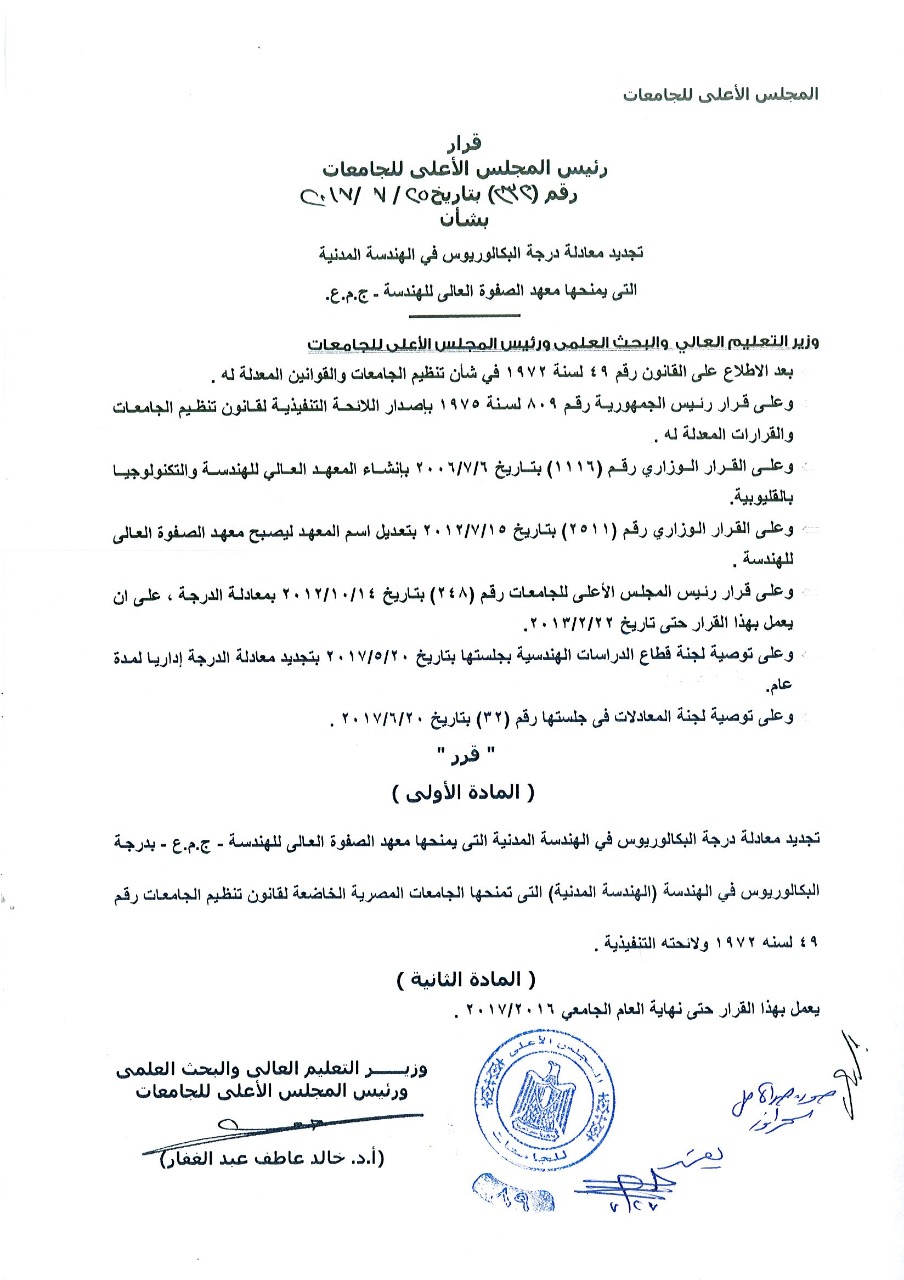 المجلس الأعلى للجامعات
قرار
رئيس المجلس الأعلى للجامعات
رقم (٢٣٢) بتاريخ ٢٥/ ٧ /٢٠١٧
بشأن
تجديد معادلة درجة البكالوريوس في الهندسة المدنية
التى يمنحها معهد الصفوة العالى للهندسة - ج.م.ع.
وزير التعليم العالي والبحث العلمى ورئيس المجلس الأعلى للجامعات
بعد الاطلاع على القانون رقم ٤٩ لسنة ١٩٧٢ في شأن تنظيم الجامعات والقوانين المعدلة له .
وعلى قرار رئيس الجمهورية رقم ٨٠٩ لسنة ١٩٧٥ بإصدار اللائحة التنفيذية لقانون تنظيم الجامعات
والقرارات المعدلة له .
وعلى القرار الوزاري رقم (١١١٦) بتاريخ ٢٠٠٦/٧/٦ بإنشاء المعهد العالي للهندسة والتكنولوجيا
بالقليوبية.
وعلى القرار الوزاري رقم (٢٥١١) بتاريخ ٢٠١٢/٧/١٥ بتعديل اسم المعهد ليصبح معهد الصفوة العالى
للهندسة .
وعلى قرار رئيس المجلس الأعلى للجامعات رقم (٢٤٨) بتاريخ ٢٠١٢/١٠/١٤ بمعادلة الدرجة ، على ان
يعمل بهذا القرار حتى تاريخ ٢٠١٣/٢/٢٢.
وعلى توصية لجنة قطاع الدراسات الهندسية بجلستها بتاريخ ٢٠١٧/٥/٢٠ بتجديد معادلة الدرجة إداريا لمدة
عام.
وعلى توصية لجنة المعادلات فى جلستها رقم (٣٢) بتاريخ ٢٠١٧/٦/٢٠ .
" قرر "
( المادة الأولى )
تجديد معادلة درجة البكالوريوس في الهندسة المدنية التى يمنحها معهد الصفوة العالى للهندسة - ج.م.ع - بدرجة
البكالوريوس في الهندسة (الهندسة المدنية) التى تمنحها الجامعات المصرية الخاضعة لقانون تنظيم الجامعات رقم
٤٩ لسنه ١٩٧٢ ولائحته التنفيذية .
( المادة الثانية )
يعمل بهذا القرار حتى نهاية العام الجامعي ٢٠١٧/٢٠١٦ .
وزيـــر التعليم العالى والبحث العلمى
ورئيس المجلس الأعلى للجامعات
(أ.د. خالد عاطف عبد الغفار)
المجلس الأعلى
للجامعات